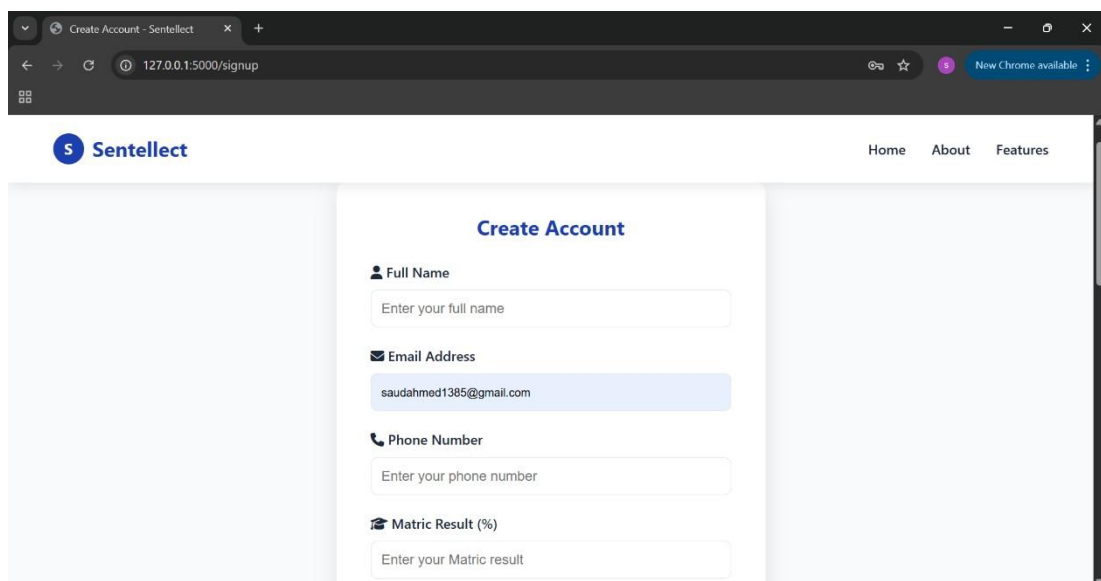 Create Account - Sentellect
127.0.0.1:5000/signup
S
New Chrome available
S Sentellect
Home About Features
Create Account
Full Name
Enter your full name
Email Address
saudahmed1385@gmail.com
Phone Number
Enter your phone number
Matric Result (%)
Enter your Matric result